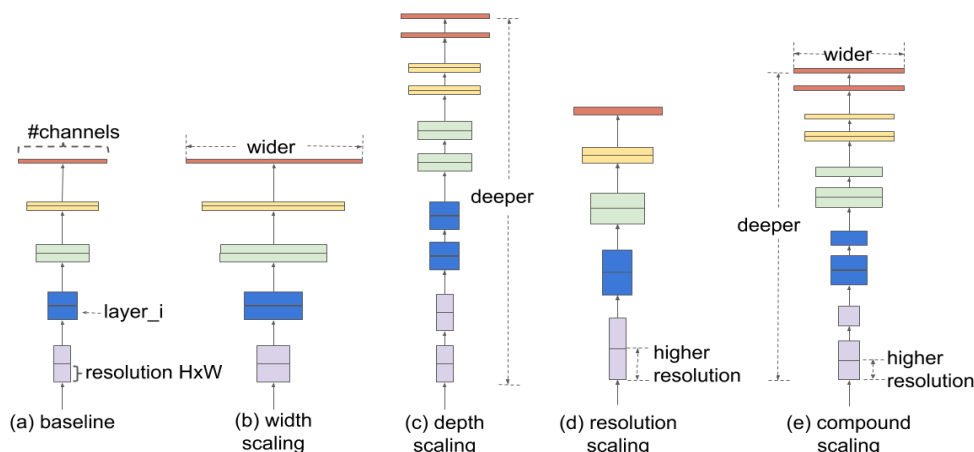 #channels
wider
wider
deeper
deeper
layer_i
resolution HxW
higher
resolution
higher
resolution
(a) baseline
(b) width
scaling
(c) depth
scaling
(d) resolution
scaling
(e) compound
scaling